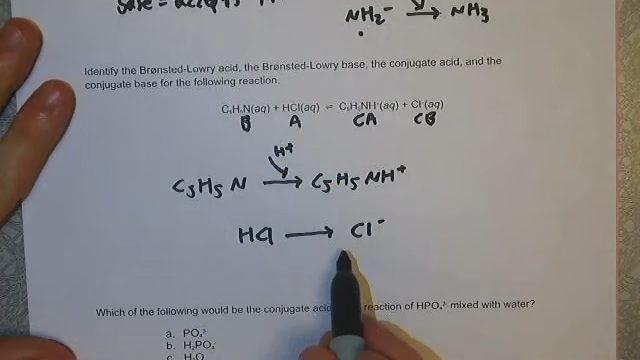 NH₂⁻ → NH₃
Identify the Brønsted-Lowry acid, the Brønsted-Lowry base, the conjugate acid, and the
conjugate base for the following reaction.
C₅H₅N(aq) + HCl(aq) ⇌ C₅H₅NH⁺(aq) + Cl⁻(aq)
B A CA CB
H+
C5H5N → C5H5NH+
HCl → Cl-
Which of the following would be the conjugate reaction of HPO₄²⁻ mixed with water?
a. PO₄³⁻
b. H₂PO₄⁻
c. H₂O